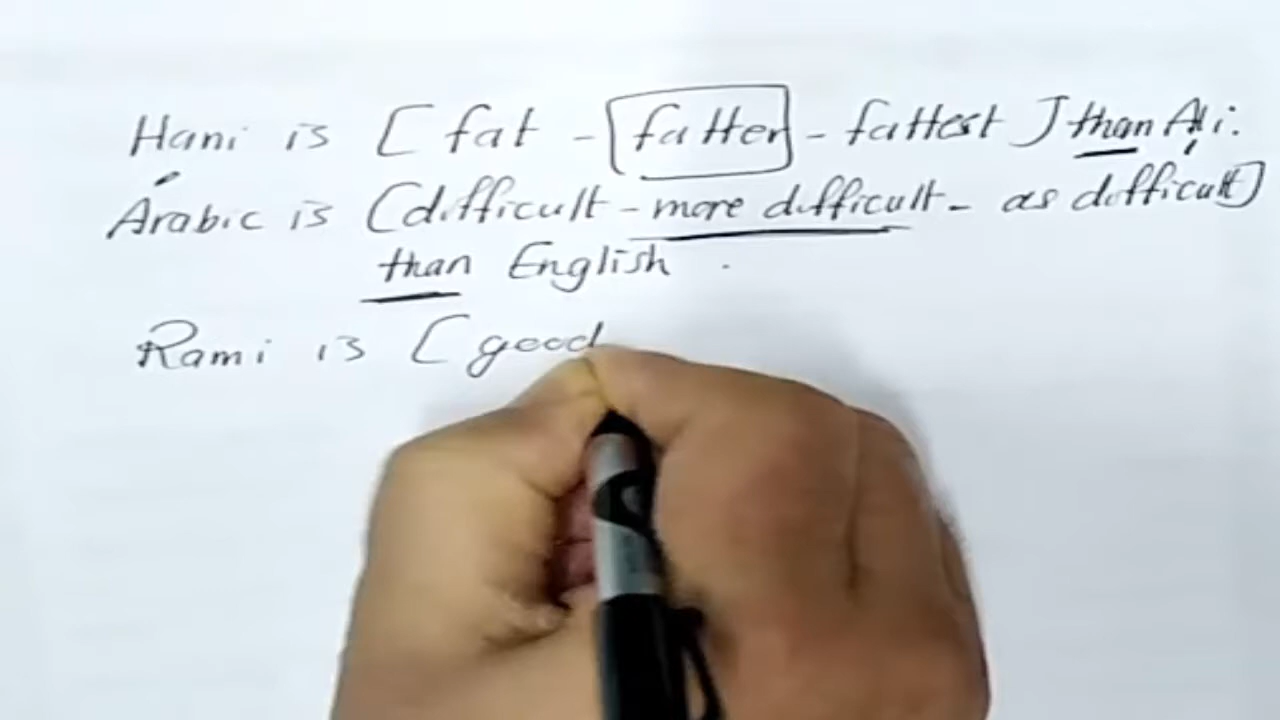 Hani is [ fat - fatter - fattest ] than Ali.
Arabic is (difficult - more difficult - as difficult]
than English .
Rami is [ good